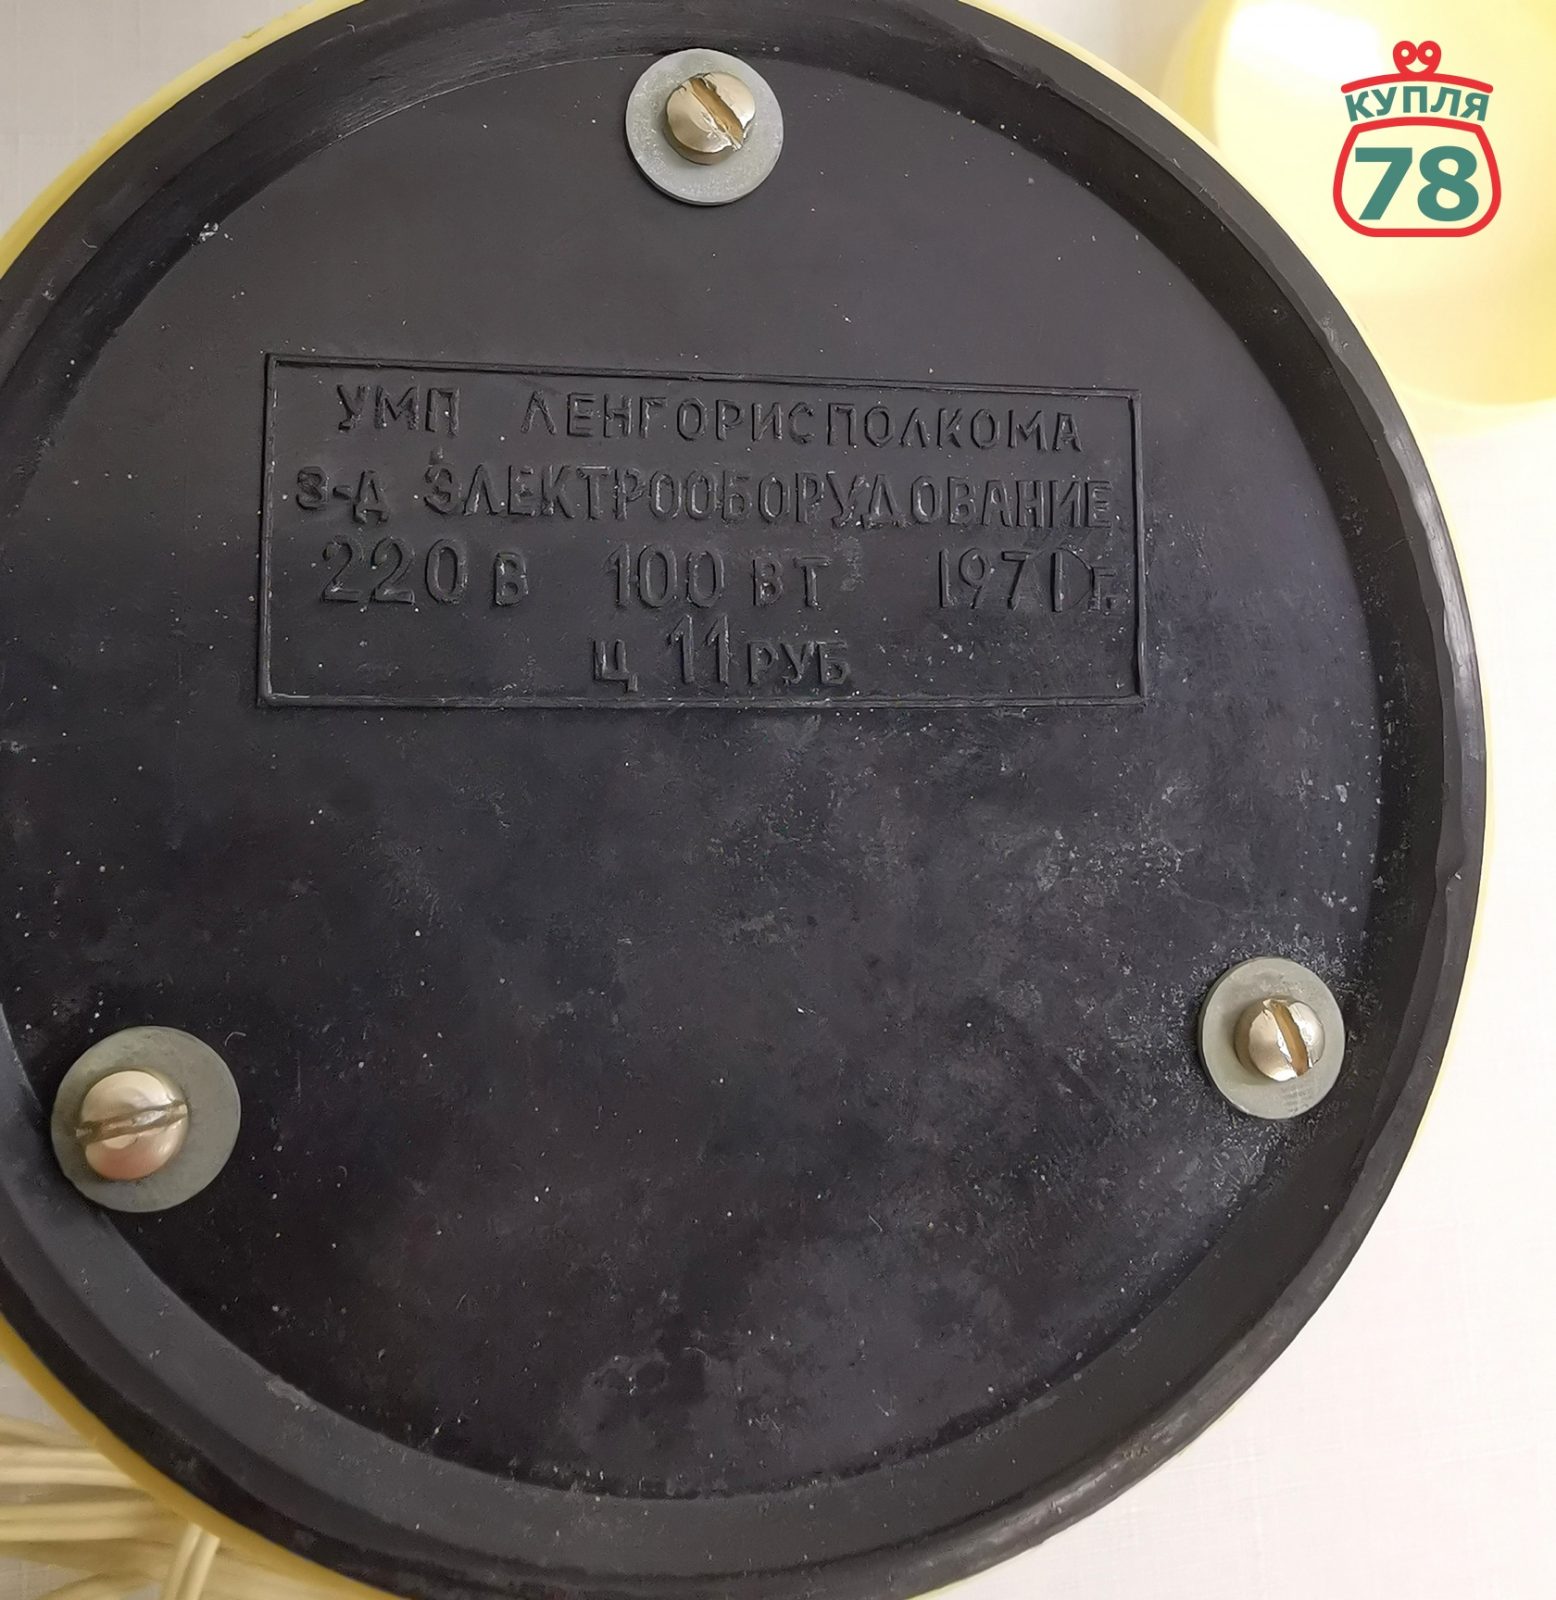 КУПЛЯ
78
УМП ЛЕНГОРИСПОЛКОМА
З-Д ЭЛЕКТРООБОРУДОВАНИЕ
220 В 100 ВТ 1971 Г.
Ц 11 РУБ